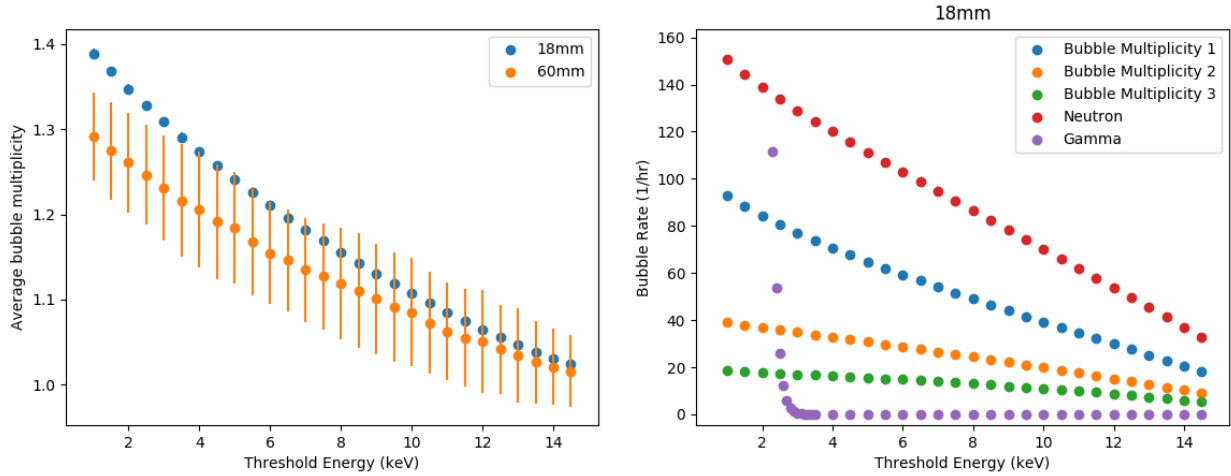 1.4
1.3
1.2
1.1
1.0
Average bubble multiplicity
18mm
60mm
2
4
6
8
10
12
14
Threshold Energy (keV)
18mm
160
140
120
100
80
60
40
20
0
Bubble Rate (1/hr)
Bubble Multiplicity 1
Bubble Multiplicity 2
Bubble Multiplicity 3
Neutron
Gamma
2
4
6
8
10
12
14
Threshold Energy (keV)